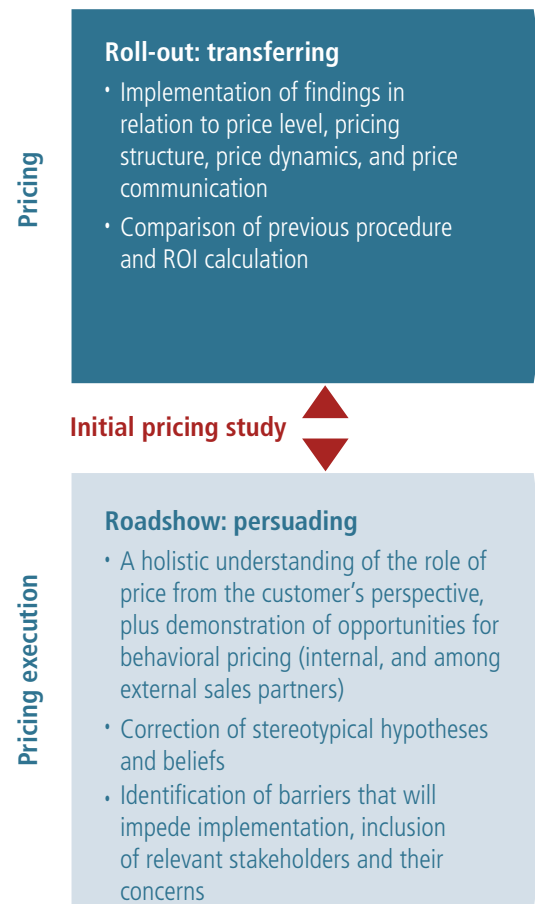 Pricing
Roll-out: transferring
• Implementation of findings in
relation to price level, pricing
structure, price dynamics, and price
communication
• Comparison of previous procedure
and ROI calculation
Initial pricing study
Pricing execution
Roadshow: persuading
• A holistic understanding of the role of
price from the customer’s perspective,
plus demonstration of opportunities for
behavioral pricing (internal, and among
external sales partners)
• Correction of stereotypical hypotheses
and beliefs
• Identification of barriers that will
impede implementation, inclusion
of relevant stakeholders and their
concerns